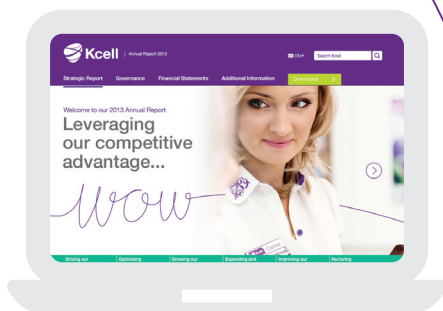 Kcell
Annual Report 2013
EN
Search Kcell
Strategic Report
Governance
Financial Statements
Additional Information
Downloads
Welcome to our 2013 Annual Report
Leveraging
our competitive
advantage...
wow
Center
Driving our
Optimising
Growing our
Expanding and
Improving our
Nurturing